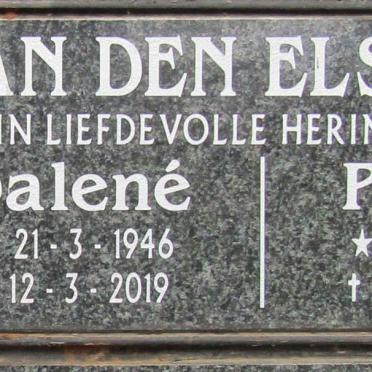 AN DEN ELS
IN LIEFDEVOLLE HERIN
alené P
21 - 3 - 1946
12 - 3 - 2019